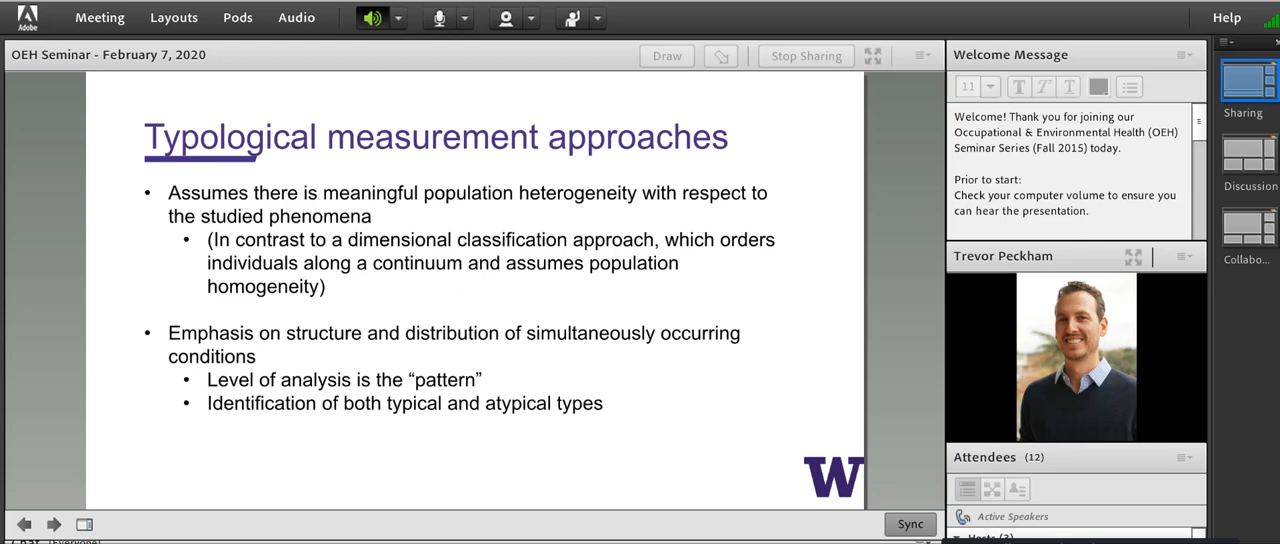 Adobe
Meeting
Layouts
Pods
Audio
Help
OEH Seminar - February 7, 2020
Draw
Stop Sharing
Typological measurement approaches
• Assumes there is meaningful population heterogeneity with respect to
the studied phenomena
• (In contrast to a dimensional classification approach, which orders
individuals along a continuum and assumes population
homogeneity)
• Emphasis on structure and distribution of simultaneously occurring
conditions
• Level of analysis is the “pattern”
• Identification of both typical and atypical types
W
Sync
Welcome Message
11
T T T
Welcome! Thank you for joining our
Occupational & Environmental Health (OEH)
Seminar Series (Fall 2015) today.
Prior to start:
Check your computer volume to ensure you
can hear the presentation.
Trevor Peckham
Attendees (12)
Active Speakers
Hosts (3)
Sharing
Discussion
Collabo...
(Everyone)